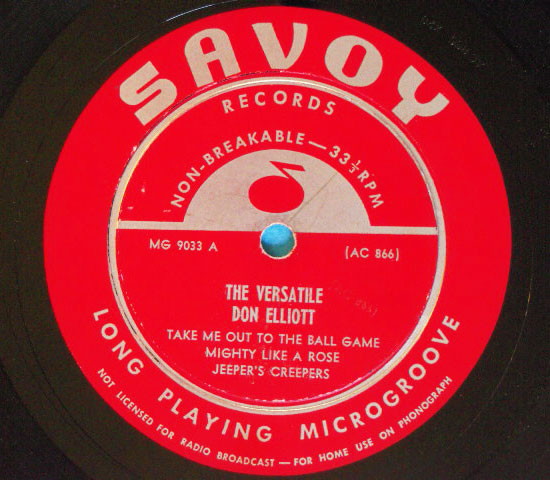 SAVOY
RECORDS
NON-BREAKABLE—33⅓RPM
MG 9033 A
(AC 866)
THE VERSATILE
DON ELLIOTT
TAKE ME OUT TO THE BALL GAME
MIGHTY LIKE A ROSE
JEEPER'S CREEPERS
LONG PLAYING MICROGROOVE
NOT LICENSED FOR RADIO BROADCAST — FOR HOME USE ON PHONOGRAPH